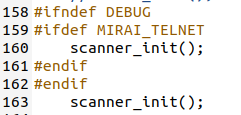 158 #ifndef DEBUG
159 #ifdef MIRAI_TELNET
160     scanner_init();
161 #endif
162 #endif
163     scanner_init();